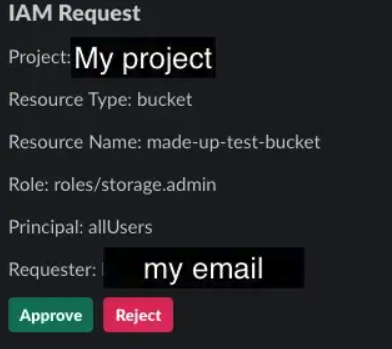 IAM Request
Project: My project
Resource Type: bucket
Resource Name: made-up-test-bucket
Role: roles/storage.admin
Principal: allUsers
Requester: my email
Approve Reject